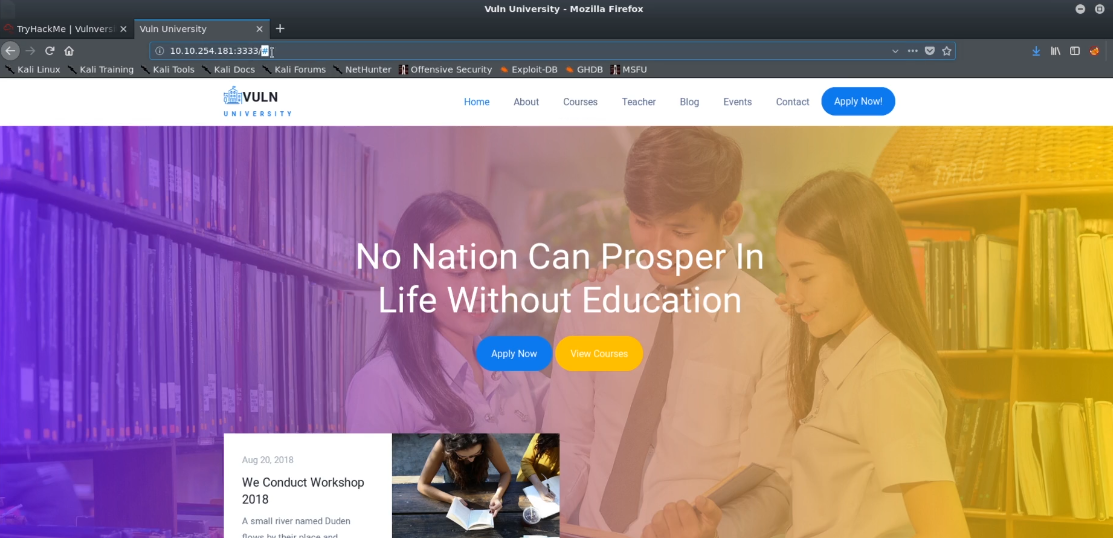 Vuln University - Mozilla Firefox
TryHackMe | Vulnversi
Vuln University
10.10.254.181:3333/#
Kali Linux Kali Training Kali Tools Kali Docs Kali Forums NetHunter Offensive Security Exploit-DB GHDB MSFU
VULN
UNIVERSITY
Home About Courses Teacher Blog Events Contact Apply Now!
No Nation Can Prosper In
Life Without Education
Apply Now View Courses
Aug 20, 2018
We Conduct Workshop
2018
A small river named Duden
flows by their place and